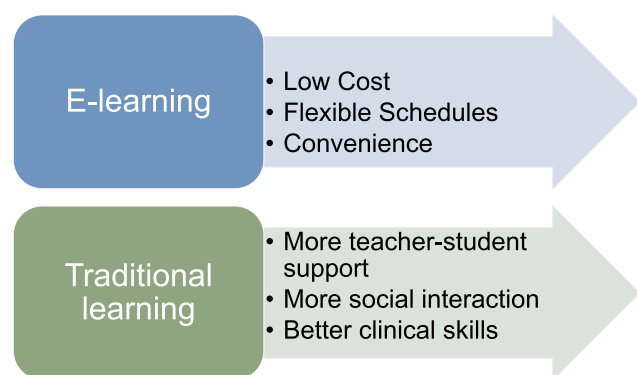 E-learning
• Low Cost
• Flexible Schedules
• Convenience
Traditional
learning
• More teacher-student
support
• More social interaction
• Better clinical skills